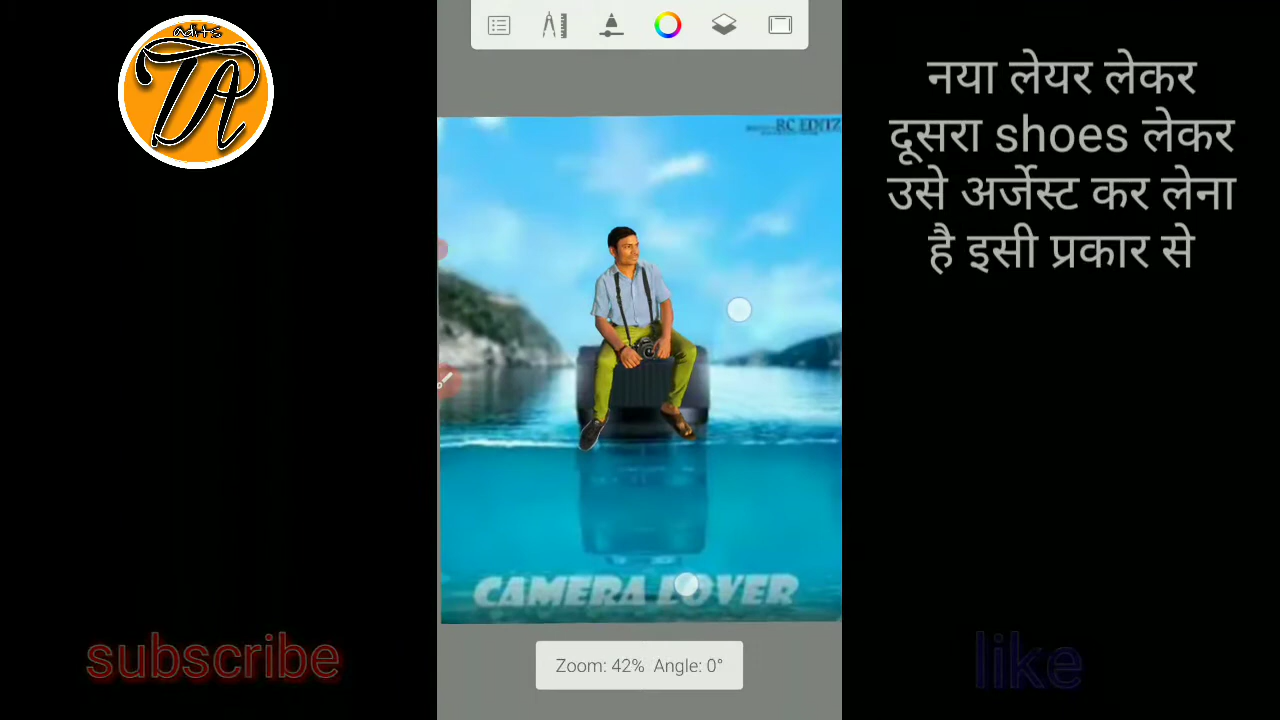 नया लेयर लेकर
दूसरा shoes लेकर
उसे अर्जेस्ट कर लेना
है इसी प्रकार से
RC EDITZ
CAMERA LOVER
Zoom: 42% Angle: 0°
subscribe
like